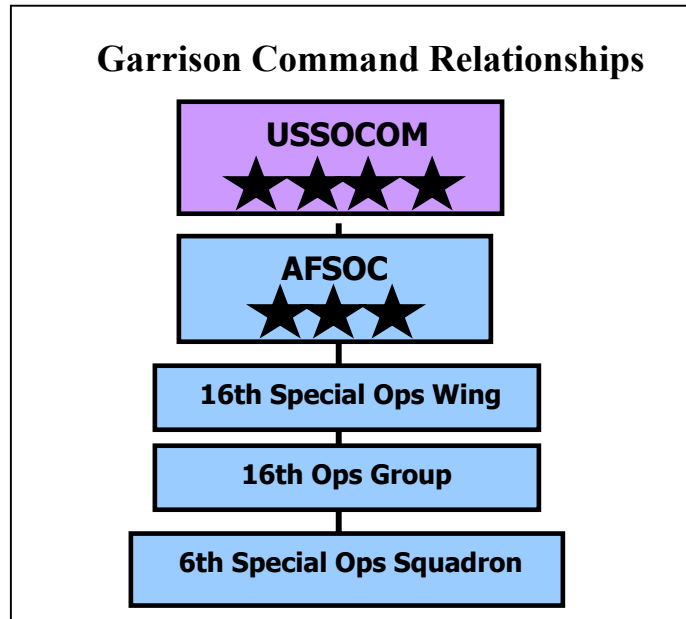 Garrison Command Relationships
USSOCOM
AFSOC
16th Special Ops Wing
16th Ops Group
6th Special Ops Squadron